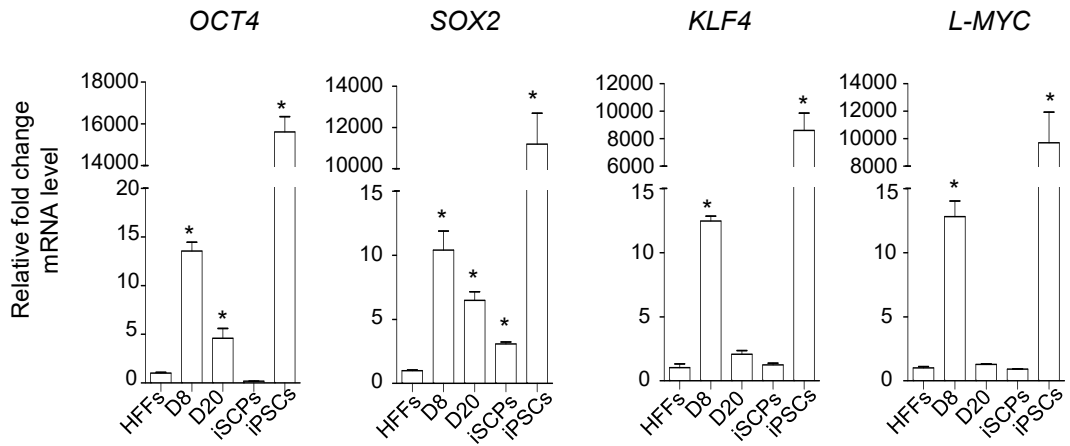 OCT4
SOX2
KLF4
L-MYC
Relative fold change
mRNA level
18000
16000
14000
20
15
10
5
0
*
*
*
HFFs
D8
D20
iSCPs
iPSCs
14000
12000
10000
15
10
5
0
*
*
*
*
HFFs
D8
D20
iSCPs
iPSCs
10000
8000
6000
15
10
5
0
*
*
HFFs
D8
D20
iSCPs
iPSCs
14000
12000
10000
8000
6000
15
10
5
0
*
*
HFFs
D8
D20
iSCPs
iPSCs